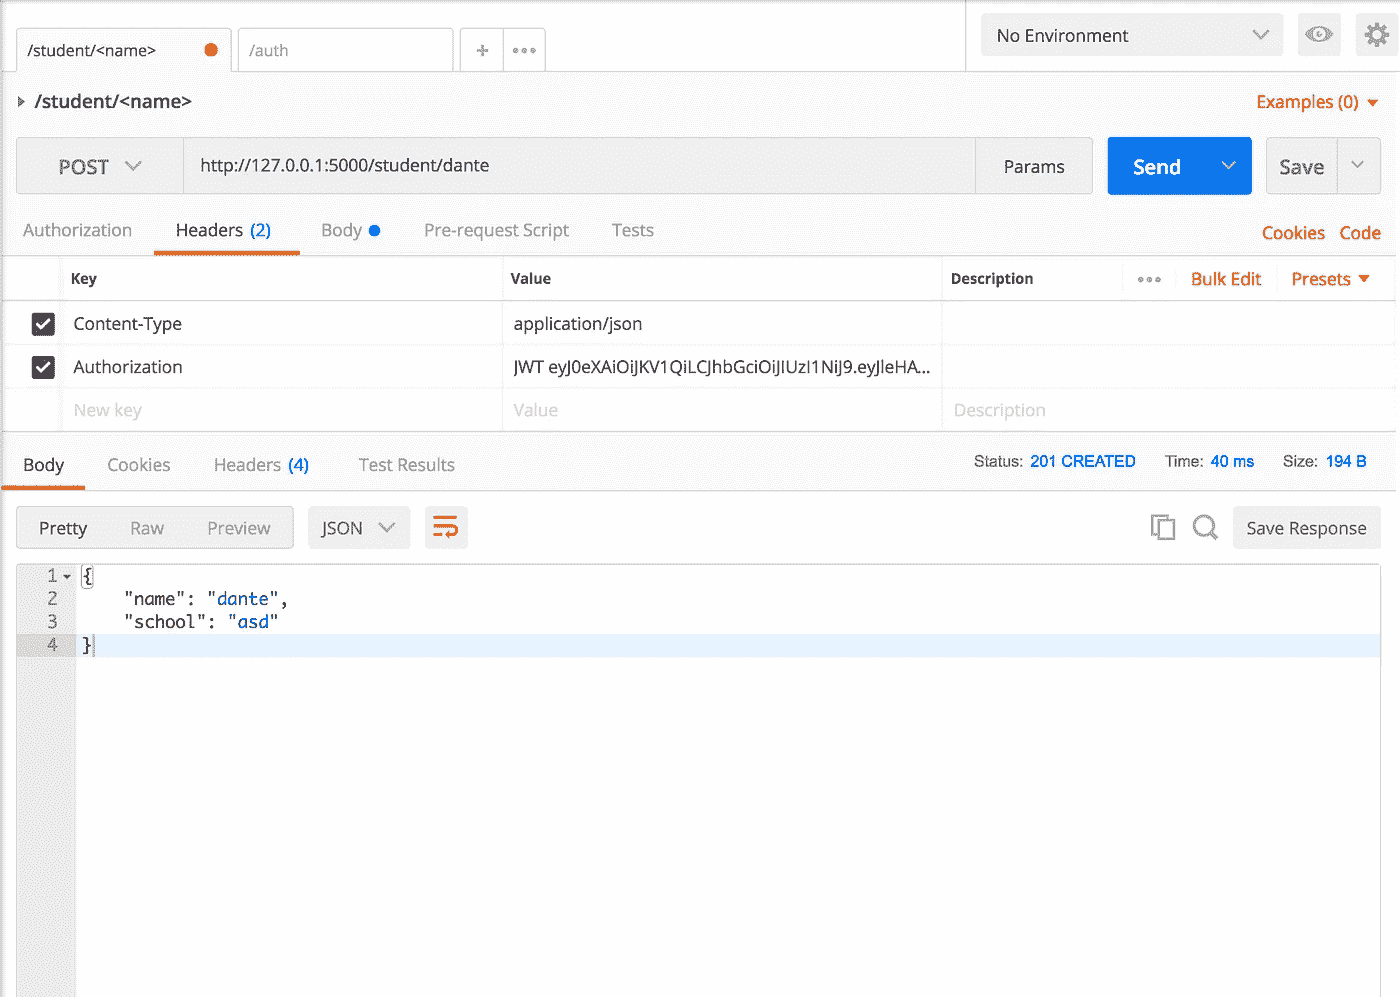 /student/<name>
/auth
No Environment
/student/<name>
Examples (0)
POST
http://127.0.0.1:5000/student/dante
Params
Send
Save
Authorization
Headers (2)
Body
Pre-request Script
Tests
Cookies
Code
Key
Value
Description
Bulk Edit
Presets
Content-Type
application/json
Authorization
JWT eyJ0eXAiOiJKV1QiLCJhbGciOiJIUzI1NiJ9.eyJleHA...
New key
Value
Description
Body
Cookies
Headers (4)
Test Results
Status: 201 CREATED
Time: 40 ms
Size: 194 B
Pretty
Raw
Preview
JSON
Save Response
1 {
2 "name": "dante",
3 "school": "asd"
4 }